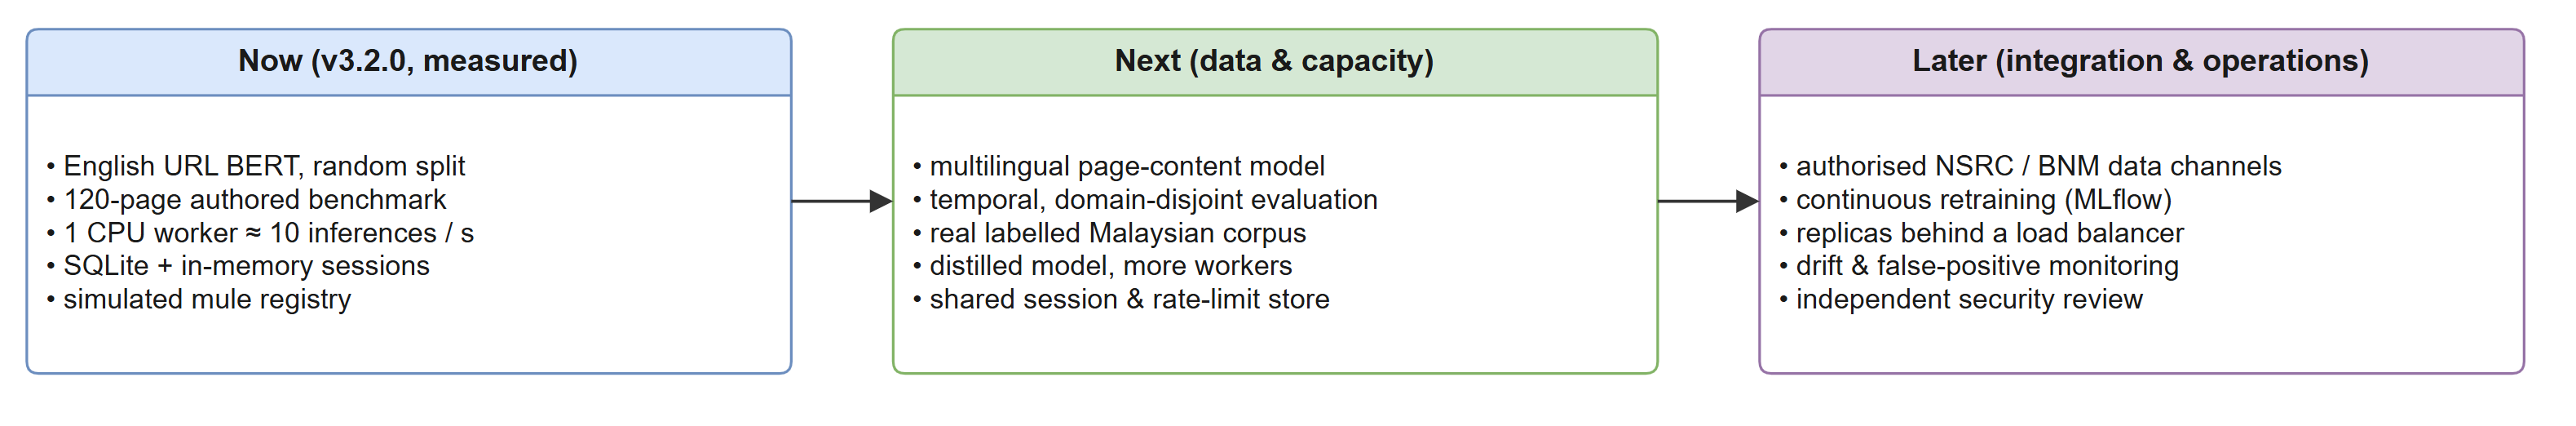 Now (v3.2.0, measured)
• English URL BERT, random split
• 120-page authored benchmark
• 1 CPU worker ≈ 10 inferences / s
• SQLite + in-memory sessions
• simulated mule registry
Next (data & capacity)
• multilingual page-content model
• temporal, domain-disjoint evaluation
• real labelled Malaysian corpus
• distilled model, more workers
• shared session & rate-limit store
Later (integration & operations)
• authorised NSRC / BNM data channels
• continuous retraining (MLflow)
• replicas behind a load balancer
• drift & false-positive monitoring
• independent security review